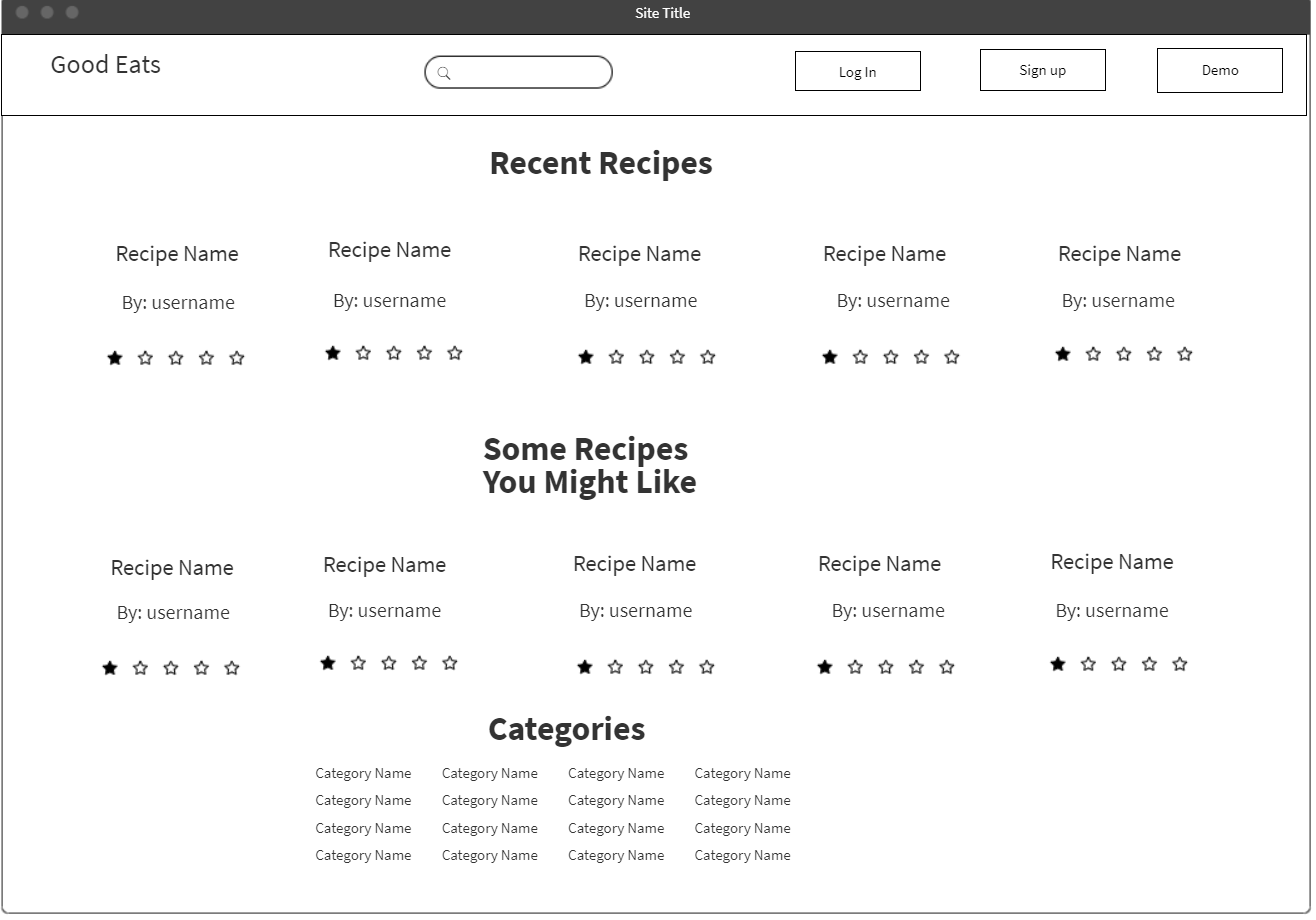 Site Title
Good Eats
Log In
Sign up
Demo
Recent Recipes
Recipe Name Recipe Name Recipe Name Recipe Name Recipe Name
By: username By: username By: username By: username By: username
Some Recipes
You Might Like
Recipe Name Recipe Name Recipe Name Recipe Name Recipe Name
By: username By: username By: username By: username By: username
Categories
Category Name Category Name Category Name Category Name
Category Name Category Name Category Name Category Name
Category Name Category Name Category Name Category Name
Category Name Category Name Category Name Category Name